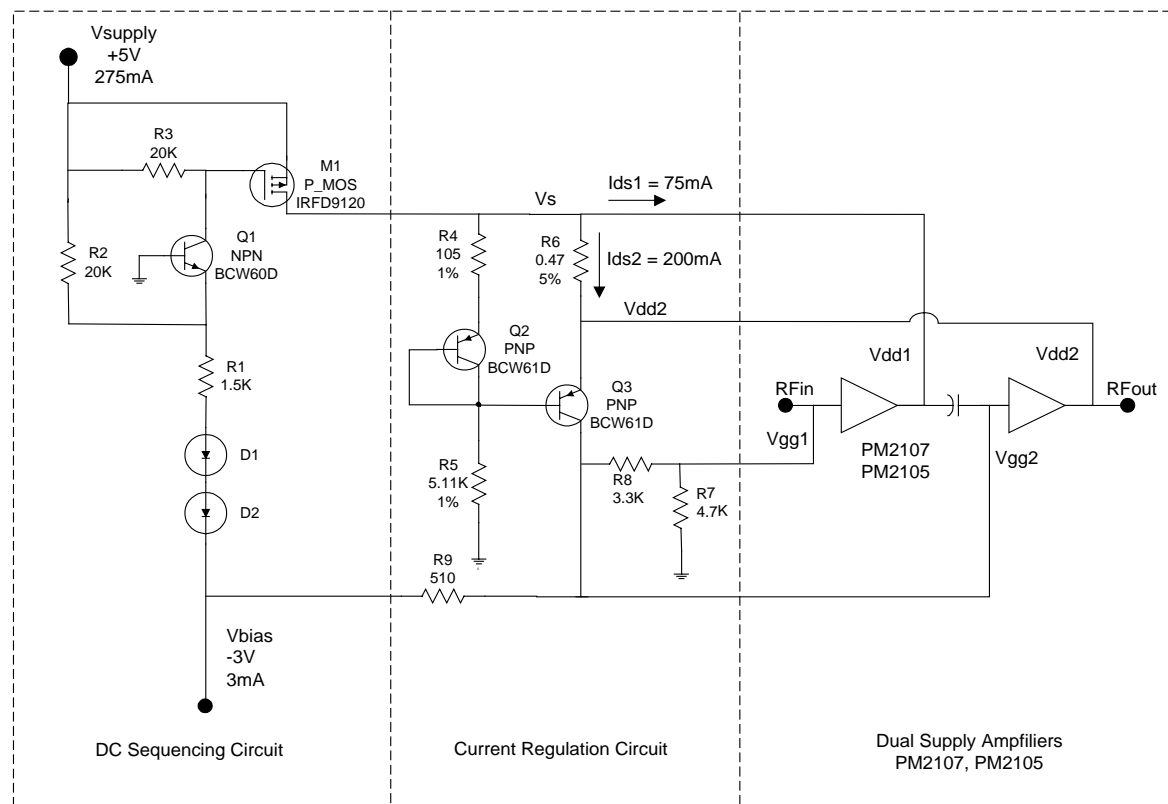 Vsupply
+5V
275mA
R3
20K
M1
P_MOS
IRFD9120
Q1
NPN
BCW60D
R2
20K
R1
1.5K
D1
D2
Vbias
-3V
3mA
DC Sequencing Circuit
Vs
Ids1 = 75mA
R4
105
1%
R6
0.47
5%
Ids2 = 200mA
Vdd2
Q2
PNP
BCW61D
Q3
PNP
BCW61D
R5
5.11K
1%
R8
3.3K
R7
4.7K
R9
510
Current Regulation Circuit
Vdd1
Vdd2
RFin
RFout
Vgg1
PM2107
PM2105
Vgg2
Dual Supply Ampfiliers
PM2107, PM2105